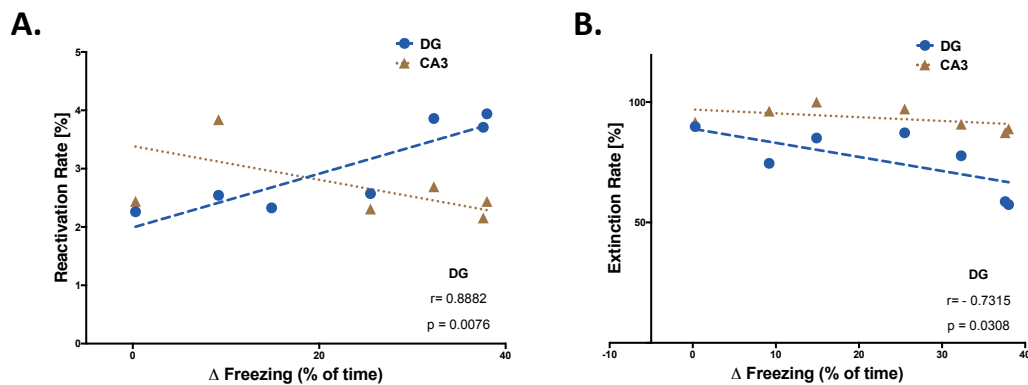 A.
DG
CA3
Reactivation Rate [%]
5
4
3
2
1
0
0
20
40
Δ Freezing (% of time)
DG
r= 0.8882
p = 0.0076
B.
DG
CA3
Extinction Rate [%]
100
50
-10
0
10
20
30
40
Δ Freezing (% of time)
DG
r= - 0.7315
p = 0.0308